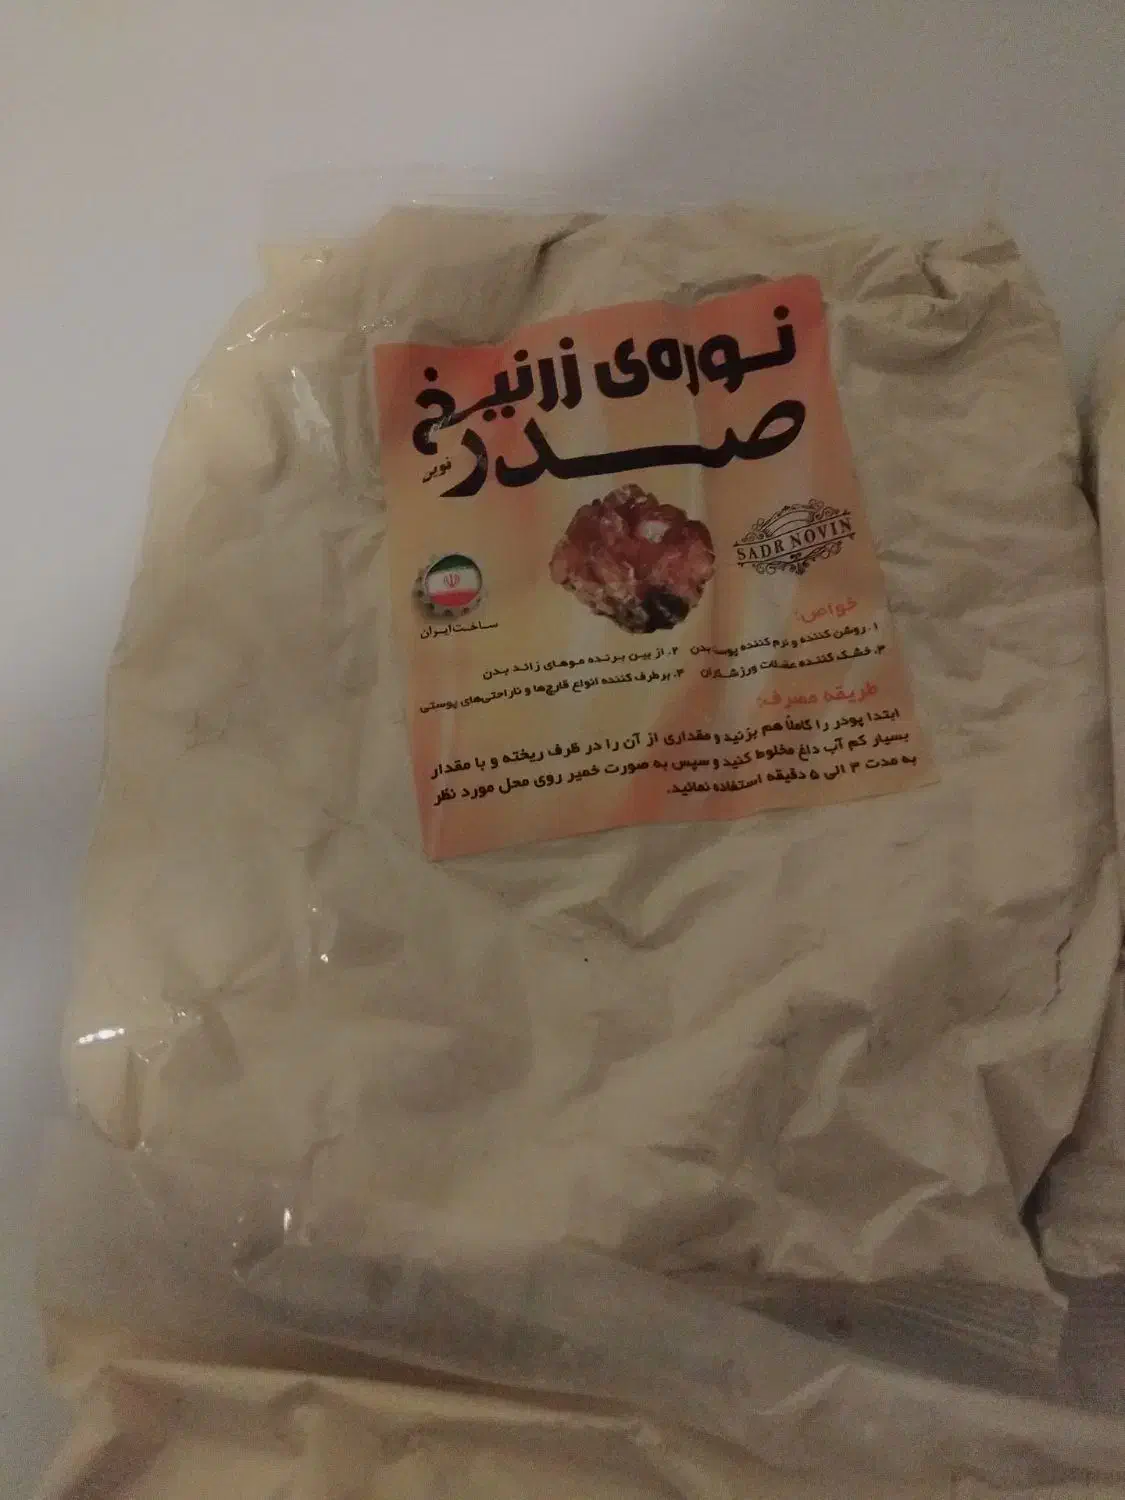 نوره‌ی زرنیخ
صدر
نوین
SADR NOVIN
ساخت ایران
خواص:
۱. روشن کننده و نرم کننده پوست بدن ۲. از بین برنده موهای زائد بدن
۳. خشک کننده عضلات ورزشکاران ۴. برطرف کننده انواع قارچ‌ها و ناراحتی‌های پوستی
طریقه مصرف:
ابتدا پودر را کاملاً هم بزنید و مقداری از آن را در ظرف ریخته و با مقدار
بسیار کم آب داغ مخلوط کنید و سپس به صورت خمیر روی محل مورد نظر
به مدت ۳ الی ۵ دقیقه استفاده نمائید.